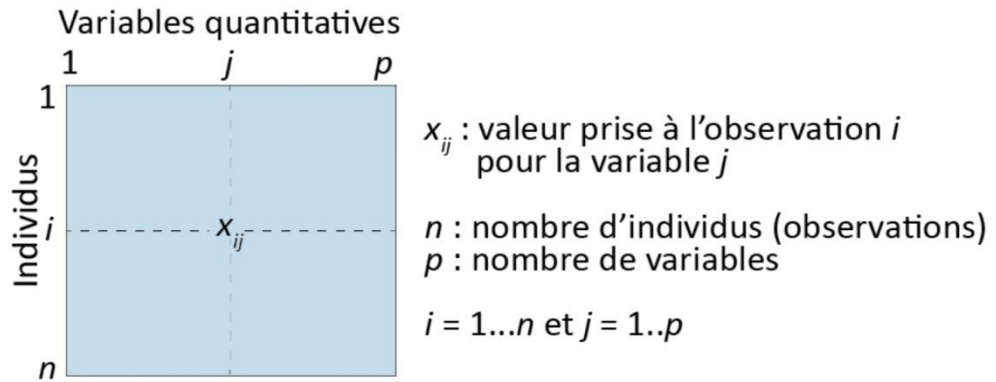 Variables quantitatives
1 j p
1
Individus
i
x_ij
n
x_ij : valeur prise à l’observation i
pour la variable j
n : nombre d’individus (observations)
p : nombre de variables
i = 1...n et j = 1..p